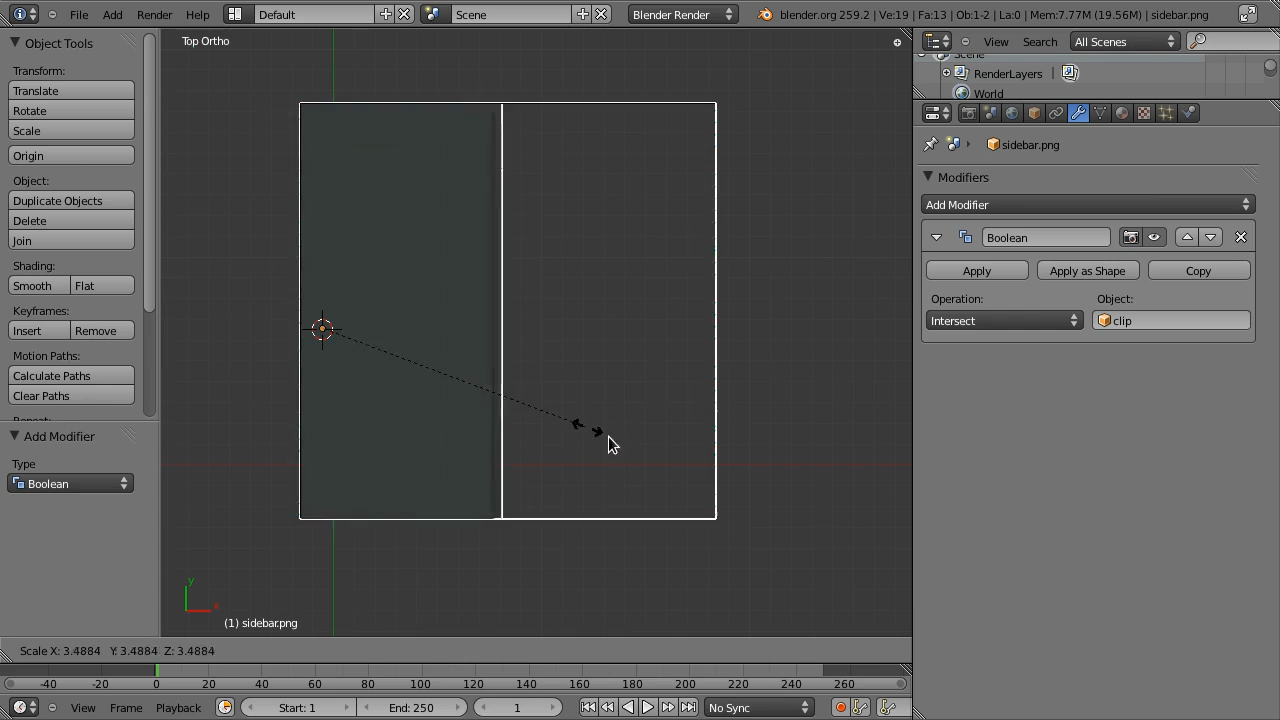 File Add Render Help Default Scene Blender Render blender.org 259.2 | Ve:19 | Fa:13 | Ob:1-2 | La:0 | Mem:7.77M (19.56M) | sidebar.png
Object Tools
Transform:
Translate
Rotate
Scale
Origin
Object:
Duplicate Objects
Delete
Join
Shading:
Smooth Flat
Keyframes:
Insert Remove
Motion Paths:
Calculate Paths
Clear Paths
Repeat:
Add Modifier
Type
Boolean
Top Ortho
y
x
(1) sidebar.png
Scale X: 3.4884 Y: 3.4884 Z: 3.4884
View Search All Scenes
Scene
RenderLayers
World
sidebar.png
Modifiers
Add Modifier
Boolean
Apply Apply as Shape Copy
Operation: Object:
Intersect clip
-40 -20 0 20 40 60 80 100 120 140 160 180 200 220 240 260
View Frame Playback Start: 1 End: 250 1 No Sync